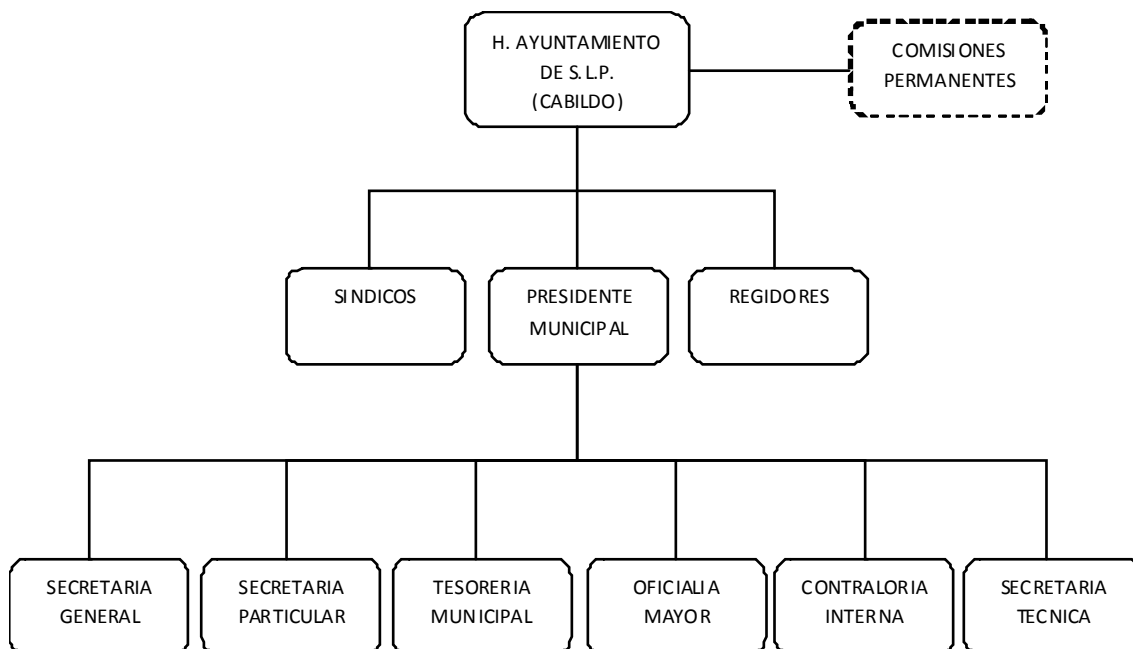 H. AYUNTAMIENTO
DE S.L.P.
(CABILDO)
COMISIONES
PERMANENTES
SINDICOS
PRESIDENTE
MUNICIPAL
REGIDORES
SECRETARIA
GENERAL
SECRETARIA
PARTICULAR
TESORERIA
MUNICIPAL
OFICIALIA
MAYOR
CONTRALORIA
INTERNA
SECRETARIA
TECNICA